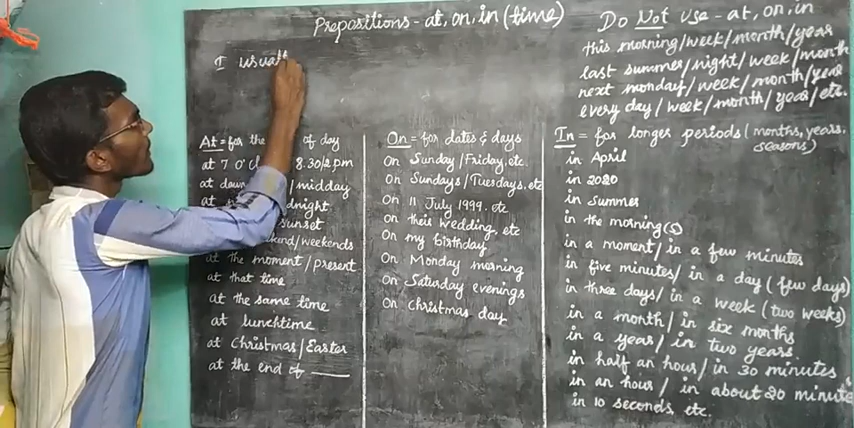 Prepositions - at, on, in (time)
I usuall
Do Not use - at, on, in
this morning/week/month/year
last summer/night/week/month
next monday/week/month/year
every day/week/month/year/etc.
At = for the of day
at 7 o' 8.30/2pm
at dawn / midday
at
sunset
/weekends
at the moment/present
at that time
at the same time
at lunchtime
at Christmas/Easter
at the end of ____
On = for dates & days
on Sunday/Friday, etc.
on Sundays/Tuesdays, etc
on 11 July 1999. etc
on their wedding, etc
on my birthday
on Monday morning
on Saturday evenings
on Christmas day
In = for longer periods (months, years, seasons)
in April
in 2020
in summer
in the morning(s)
in a moment/in a few minutes
in five minutes/ in a day (few days)
in three days/in a week (two weeks)
in a month/in six months
in a year/ in two years
in half an hour/in 30 minutes
in an hour / in about 20 minute
in 10 seconds, etc.